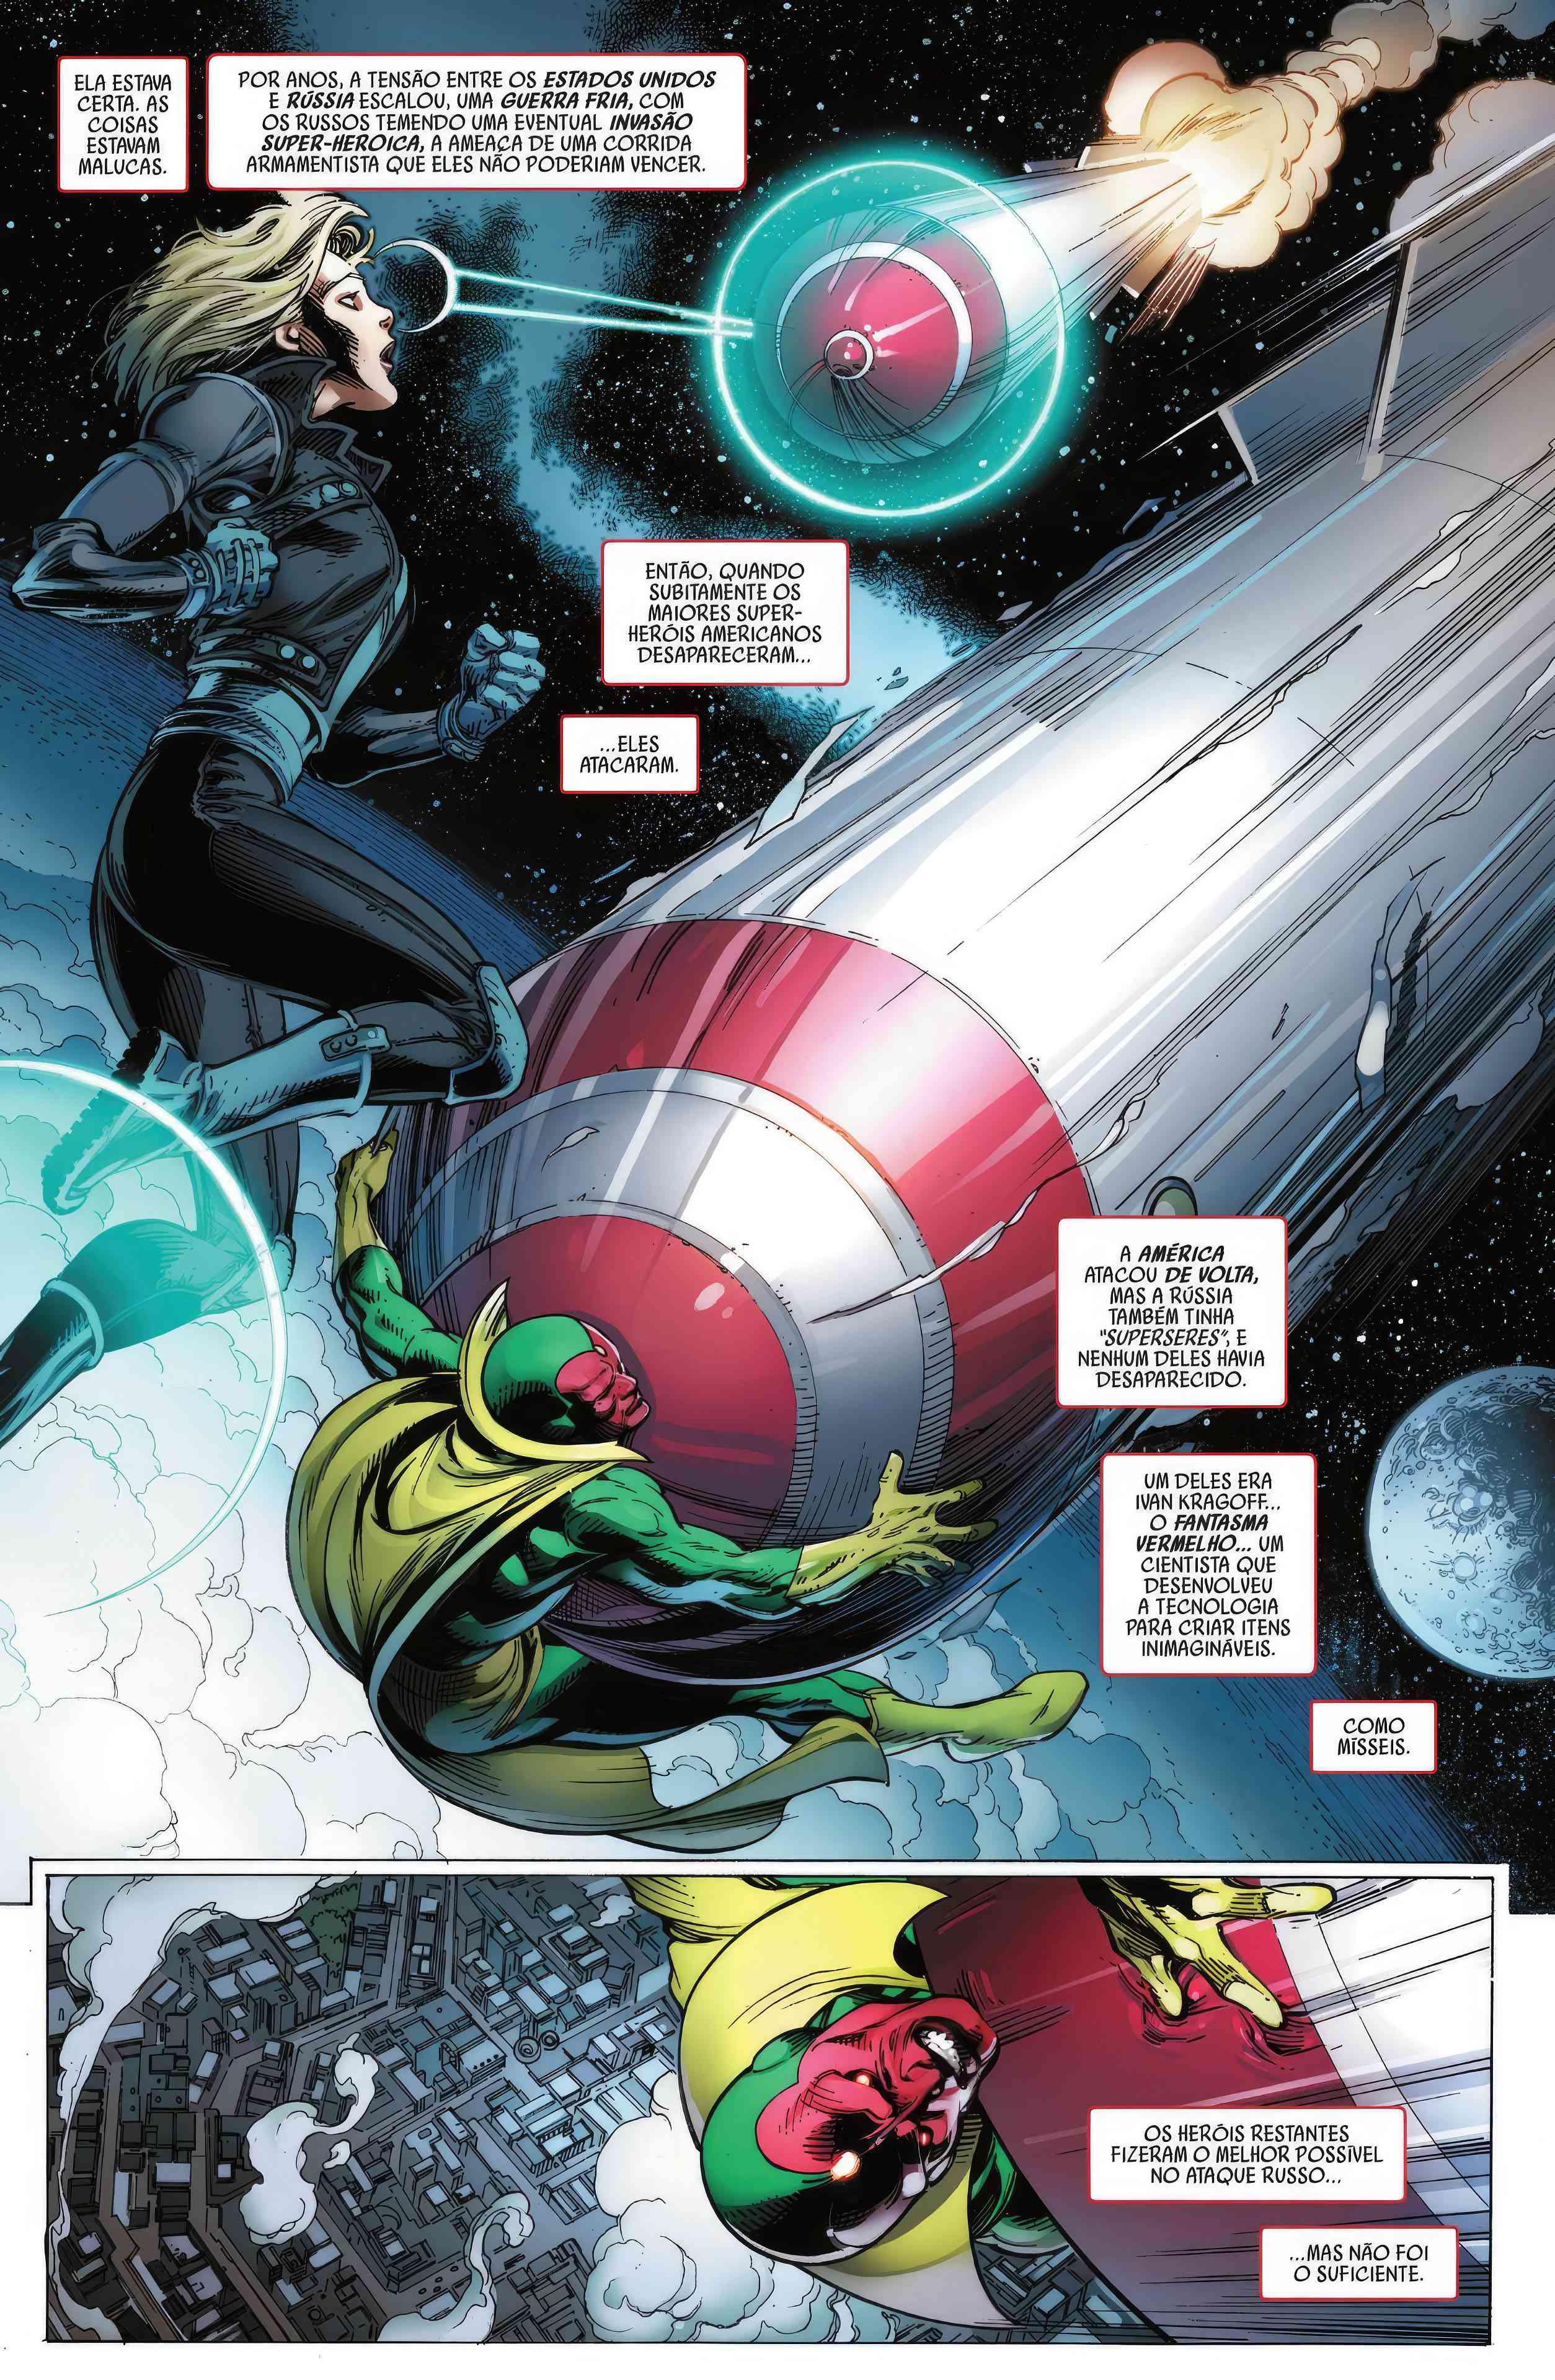 ELA ESTAVA
CERTA. AS
COISAS
ESTAVAM
MALUCAS.
POR ANOS, A TENSÃO ENTRE OS ESTADOS UNIDOS
E RÚSSIA ESCALOU, UMA GUERRA FRIA, COM
OS RUSSOS TEMENDO UMA EVENTUAL INVASÃO
SUPER-HEROICA, A AMEAÇA DE UMA CORRIDA
ARMAMENTISTA QUE ELES NÃO PODERIAM VENCER.
ENTÃO, QUANDO
SUBITAMENTE OS
MAIORES SUPER-
HERÓIS AMERICANOS
DESAPARECERAM...
...ELES
ATACARAM.
A AMÉRICA
ATACOU DE VOLTA,
MAS A RÚSSIA
TAMBÉM TINHA
"SUPERSERES", E
NENHUM DELES HAVIA
DESAPARECIDO.
UM DELES ERA
IVAN KRAGOFF...
O FANTASMA
VERMELHO... UM
CIENTISTA QUE
DESENVOLVEU
A TECNOLOGIA
PARA CRIAR ITENS
INIMAGINÁVEIS.
COMO
MÍSSEIS.
OS HERÓIS RESTANTES
FIZERAM O MELHOR POSSÍVEL
NO ATAQUE RUSSO...
...MAS NÃO FOI
O SUFICIENTE.